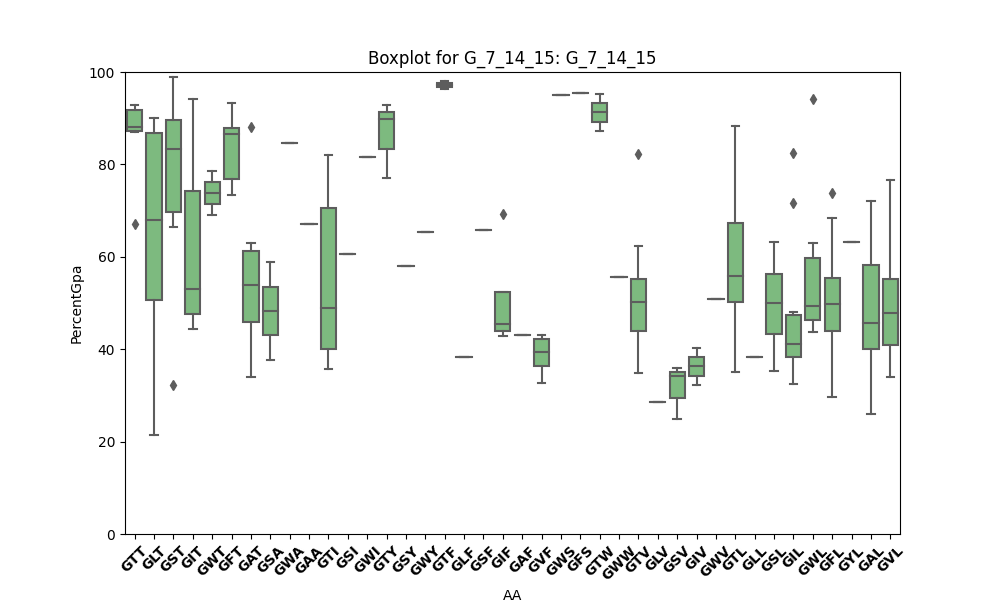 Boxplot for G_7_14_15: G_7_14_15
100
80
60
40
20
0
PercentGpa
GTT GLT GST GIT GWT GFT GAT GSA GWA GAA GTI GSI GWI GTY GSY GWY GTF GLF GSF GIF GAF GVF GWS GFS GTW GWW GTV GLV GSV GIV GWV GTL GLL GSL GIL GWL GFL GYL GAL GVL
AA